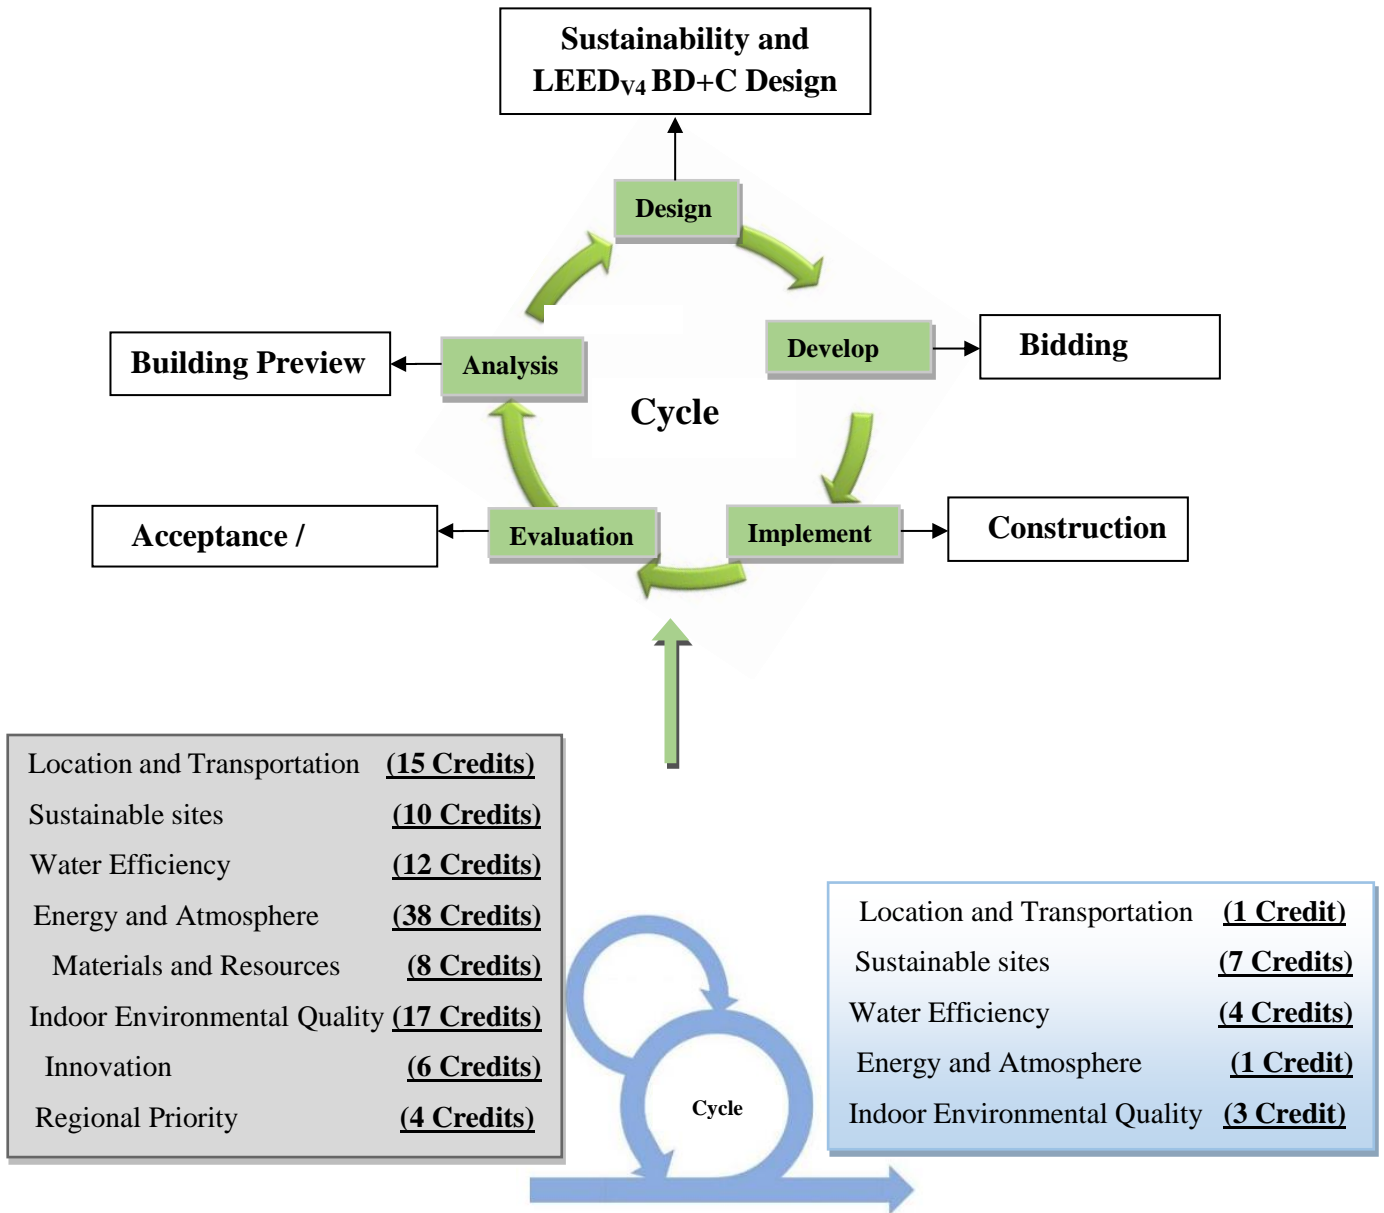 Sustainability and
LEEDV4 BD+C Design
Design
Building Preview
Analysis
Develop
Bidding
Cycle
Acceptance /
Evaluation
Implement
Construction
Location and Transportation (15 Credits)
Sustainable sites (10 Credits)
Water Efficiency (12 Credits)
Energy and Atmosphere (38 Credits)
Materials and Resources (8 Credits)
Indoor Environmental Quality (17 Credits)
Innovation (6 Credits)
Regional Priority (4 Credits)
Cycle
Location and Transportation (1 Credit)
Sustainable sites (7 Credits)
Water Efficiency (4 Credits)
Energy and Atmosphere (1 Credit)
Indoor Environmental Quality (3 Credit)